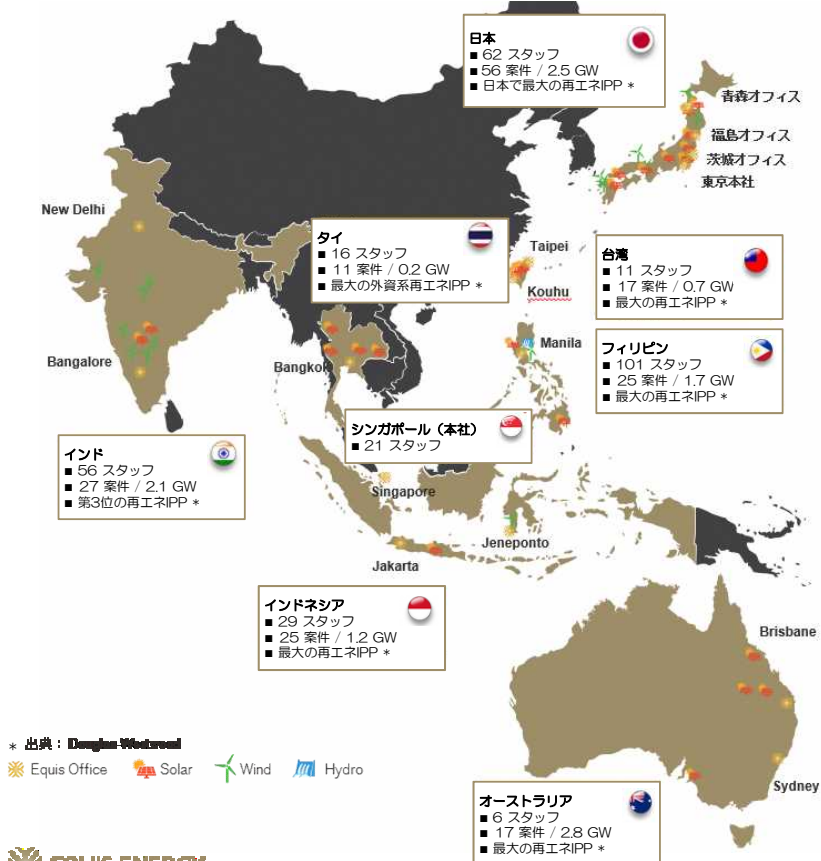 日本
■ 62 スタッフ
■ 56 案件 / 2.5 GW
■ 日本で最大の再エネIPP *
青森オフィス
福島オフィス
茨城オフィス
東京本社
New Delhi
タイ
■ 16 スタッフ
■ 11 案件 / 0.2 GW
■ 最大の外資系再エネIPP *
Taipei
Kouhu
台湾
■ 11 スタッフ
■ 17 案件 / 0.7 GW
■ 最大の再エネIPP *
Manila
フィリピン
■ 101 スタッフ
■ 25 案件 / 1.7 GW
■ 最大の再エネIPP *
Bangalore
Bangkok
シンガポール（本社）
■ 21 スタッフ
インド
■ 56 スタッフ
■ 27 案件 / 2.1 GW
■ 第3位の再エネIPP *
Singapore
Jeneponto
Jakarta
インドネシア
■ 29 スタッフ
■ 25 案件 / 1.2 GW
■ 最大の再エネIPP *
Brisbane
* 出典：Douglas-Westwood
Equis Office Solar Wind Hydro
Sydney
オーストラリア
■ 6 スタッフ
■ 17 案件 / 2.8 GW
■ 最大の再エネIPP *